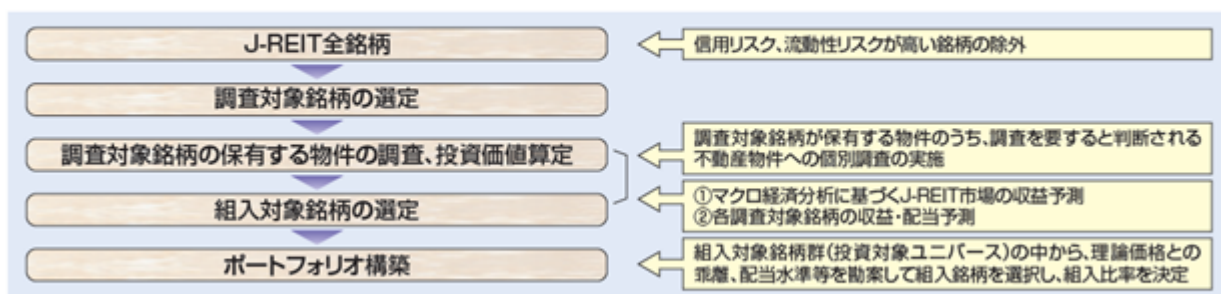 J-REIT全銘柄
信用リスク、流動性リスクが高い銘柄の除外
調査対象銘柄の選定
調査対象銘柄の保有する物件の調査、投資価値算定
調査対象銘柄が保有する物件のうち、調査を要すると判断される
不動産物件への個別調査の実施
組入対象銘柄の選定
①マクロ経済分析に基づくJ-REIT市場の収益予測
②各調査対象銘柄の収益・配当予測
ポートフォリオ構築
組入対象銘柄群(投資対象ユニバース)の中から、理論価格との
乖離、配当水準等を勘案して組入銘柄を選択し、組入比率を決定